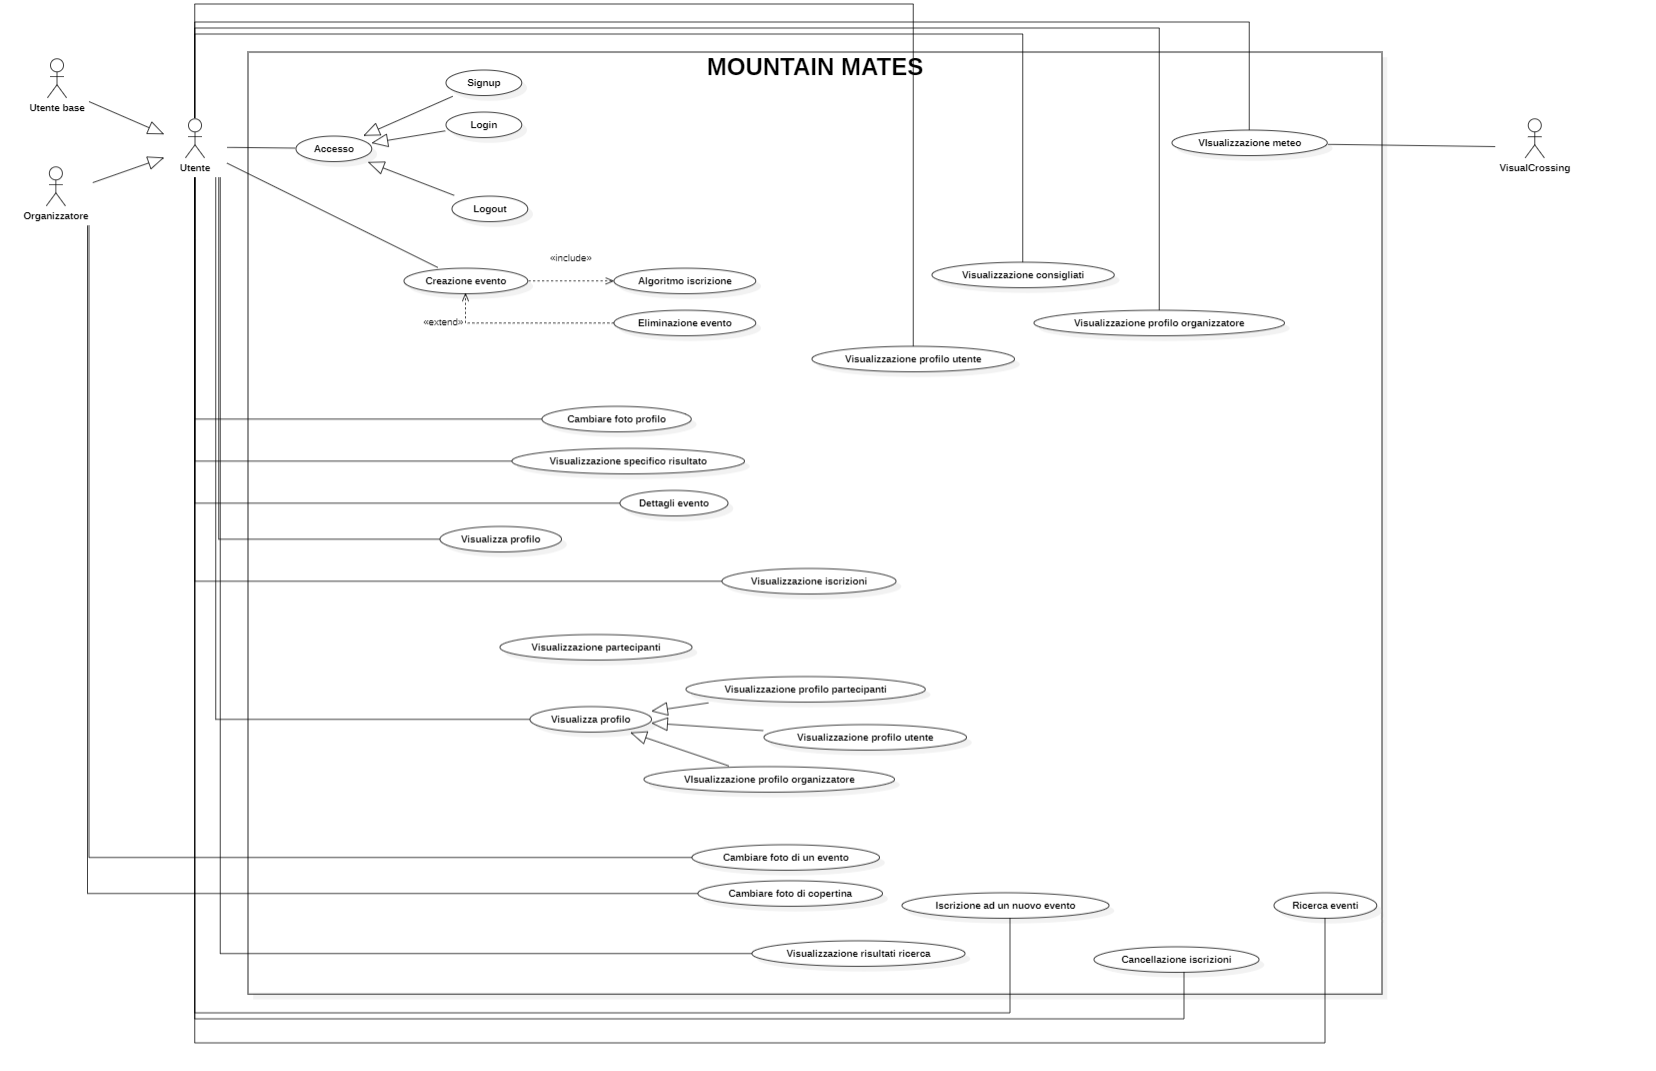 MOUNTAIN MATES
Utente base
Signup
Login
Accesso
VIsualizzazione meteo
Utente
VisualCrossing
Organizzatore
Logout
«include»
Creazione evento
Algoritmo iscrizione
Visualizzazione consigliati
«extend»
Eliminazione evento
Visualizzazione profilo organizzatore
Visualizzazione profilo utente
Cambiare foto profilo
Visualizzazione specifico risultato
Dettagli evento
Visualizza profilo
Visualizzazione iscrizioni
Visualizzazione partecipanti
Visualizzazione profilo partecipanti
Visualizza profilo
Visualizzazione profilo utente
VIsualizzazione profilo organizzatore
Cambiare foto di un evento
Cambiare foto di copertina
Iscrizione ad un nuovo evento
Ricerca eventi
Visualizzazione risultati ricerca
Cancellazione iscrizioni